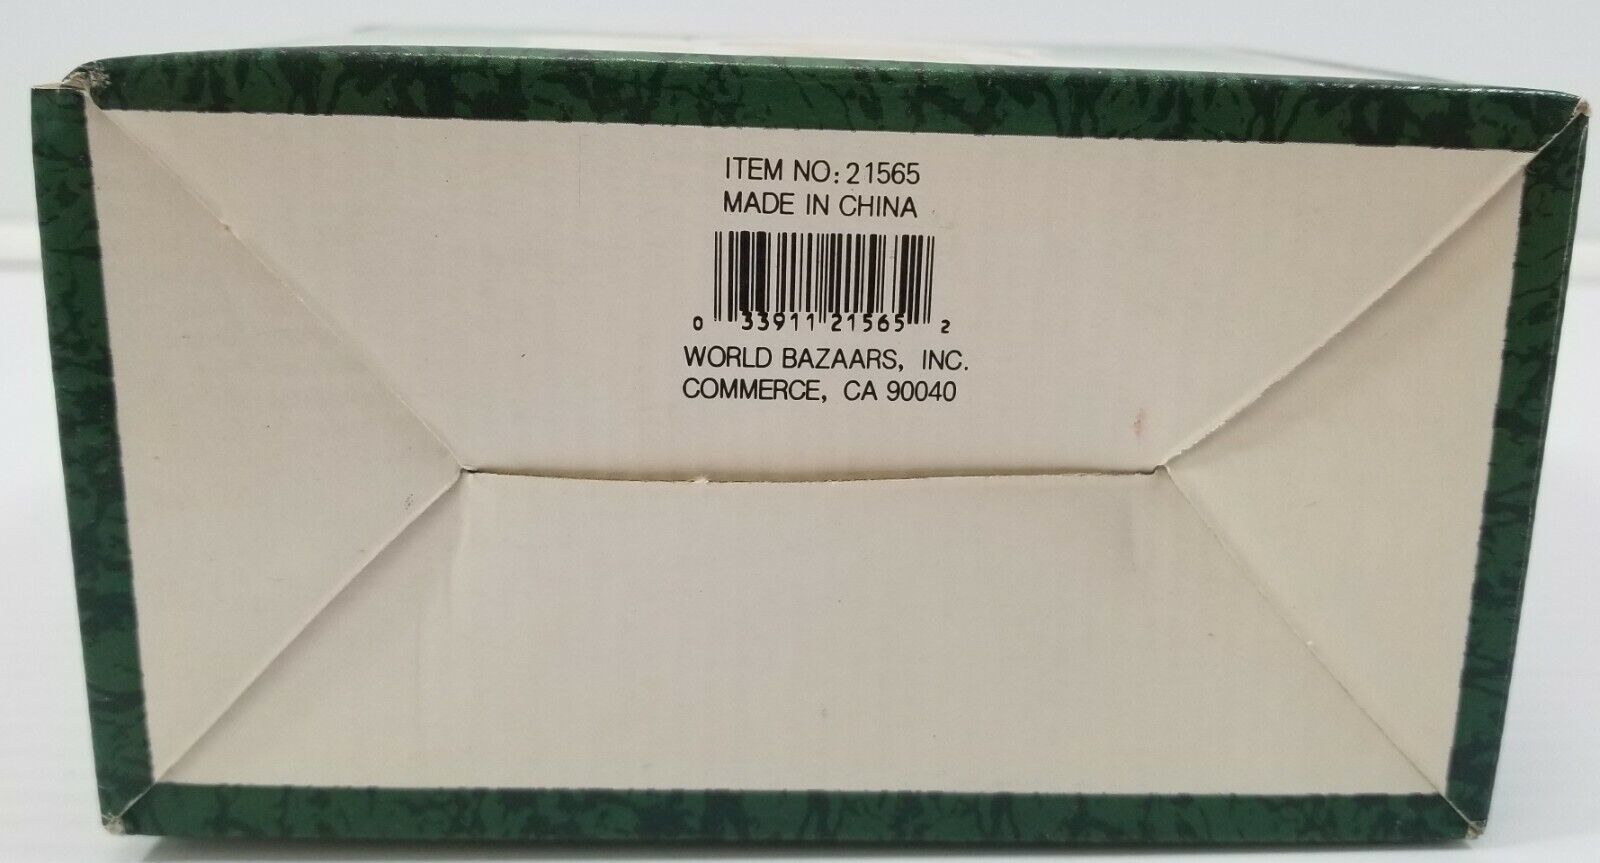 ITEM NO: 21565
MADE IN CHINA
0 33911 21565 2
WORLD BAZAARS, INC.
COMMERCE, CA 90040